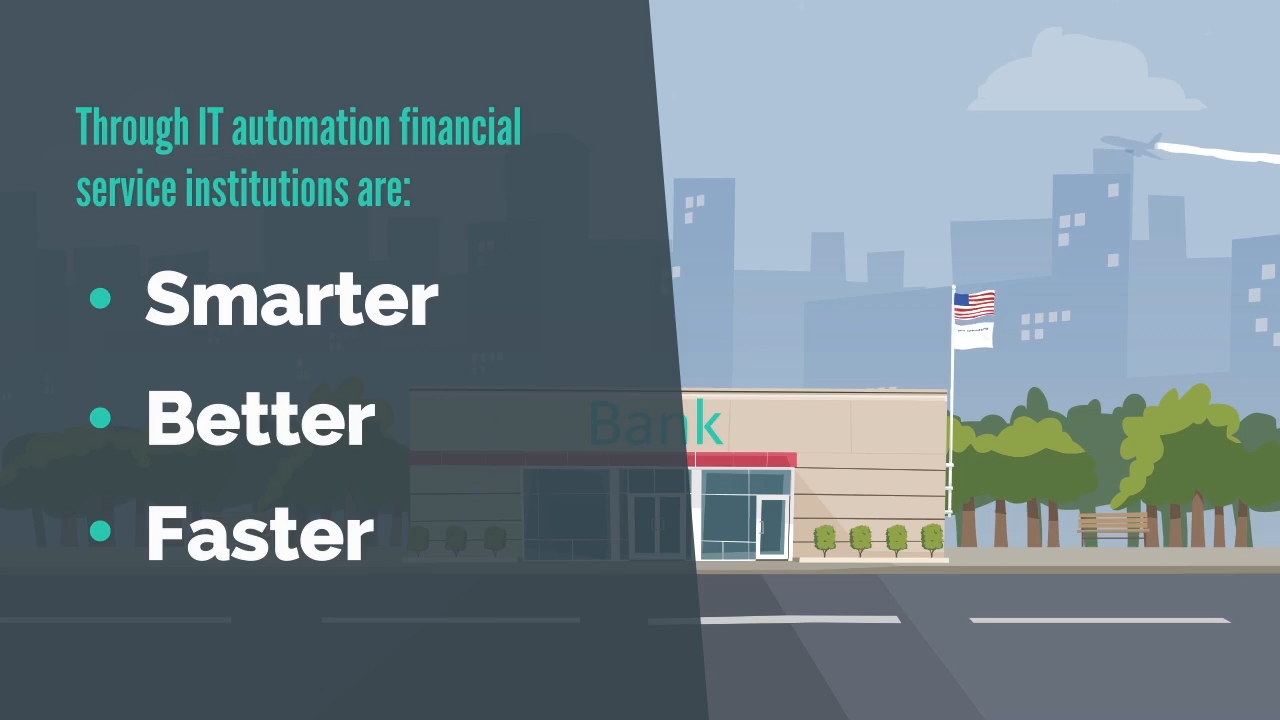 Through IT automation financial
service institutions are:
• Smarter
• Better
• Faster
Bank